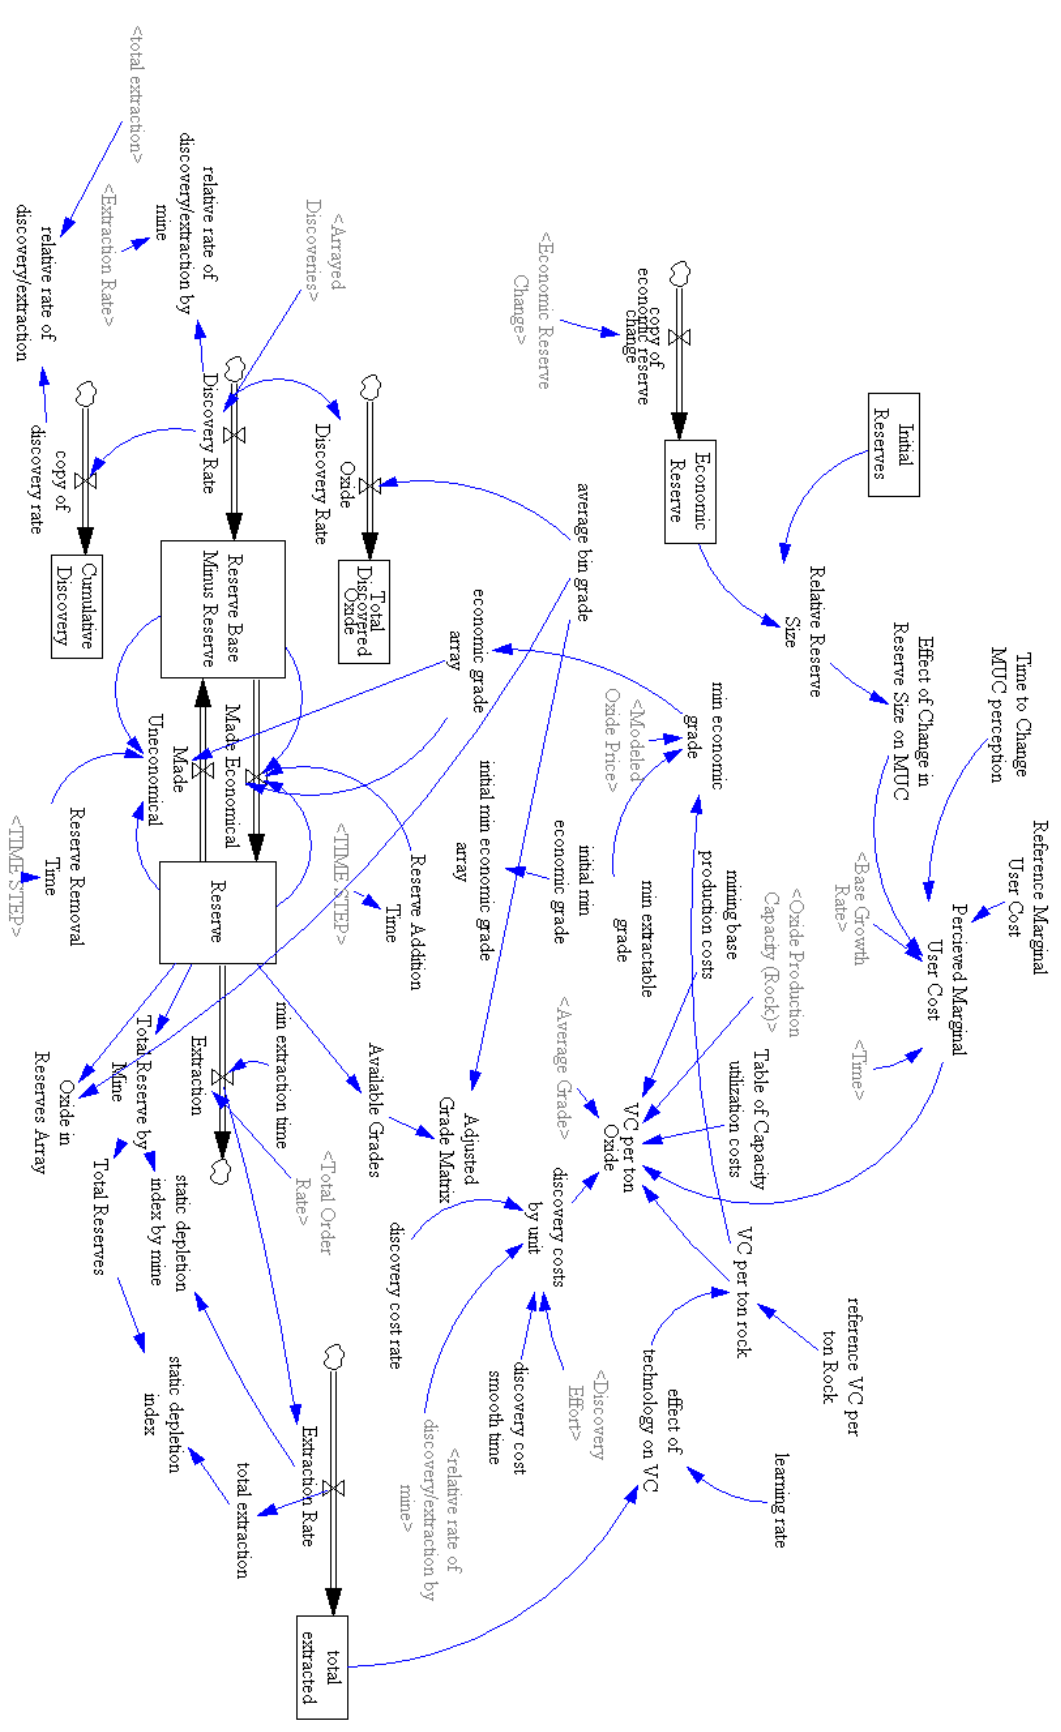 Reference Marginal
User Cost
Time to Change
MUC perception
Percieved Marginal
User Cost
<Time>
<Base Growth
Rate>
Effect of Change in
Reserve Size on MUC
Initial
Reserves
Relative Reserve
Size
reference VC per
ton Rock
learning rate
<Oxide Production
Capacity (Rock)>
Table of Capacity
utilization costs
VC per ton rock
mining base
production costs
min economic
grade
Economic
Reserve
copy of
economic reserve
change
<Economic Reserve
Change>
<Modeled
Oxide Price>
min extractable
grade
VC per ton
Oxide
effect of
technology on VC
<Average Grade>
discovery costs
by unit
<Discovery
Effort>
discovery cost
smooth time
initial min
economic grade
average bin grade
economic grade
array
initial min economic grade
array
Adjusted
Grade Matrix
<relative rate of
discovery/extraction by
mine>
discovery cost rate
Reserve Addition
Time
Available Grades
<TIME STEP>
Total
Discovered
Oxide
Oxide
Discovery Rate
<Arrayed
Discoveries>
<Total Order
Rate>
min extraction time
total
extracted
Extraction Rate
total extraction
Made Economical
Reserve Base
Minus Reserve
Discovery Rate
relative rate of
discovery/extraction by
mine
Reserve
Extraction
Made
Uneconomical
Total Reserve by
Mine
static depletion
index by mine
static depletion
index
Total Reserves
<total extraction>
<Extraction Rate>
Reserve Removal
Time
<TIME STEP>
Oxide in
Reserves Array
Cumulative
Discovery
copy of
discovery rate
relative rate of
discovery/extraction